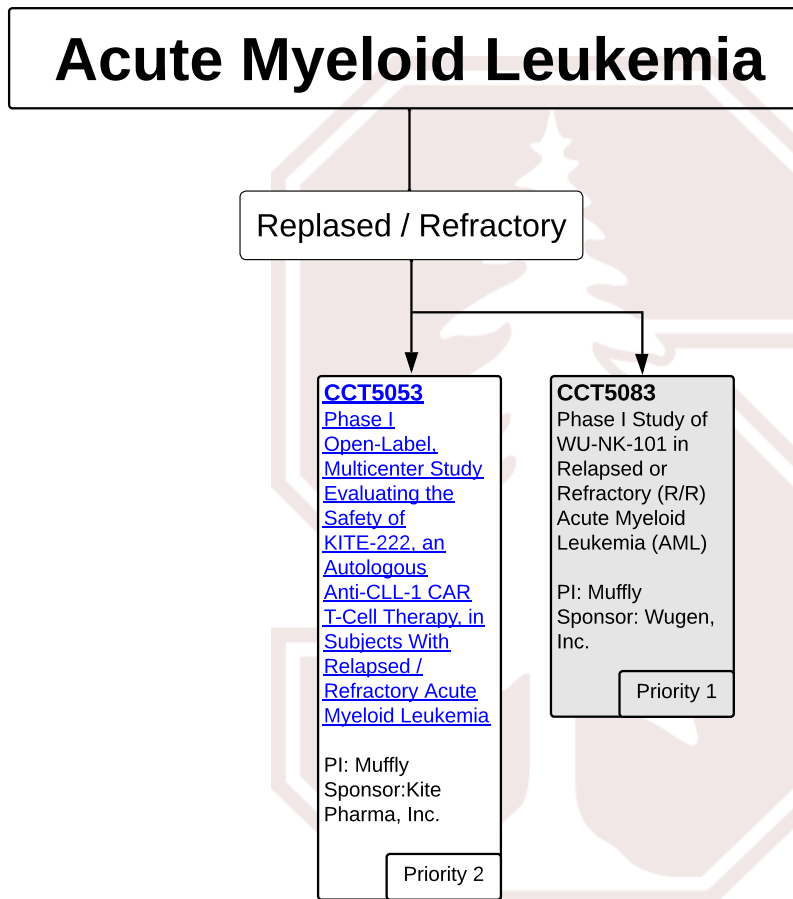 Acute Myeloid Leukemia
Replased / Refractory
CCT5053
Phase I
Open-Label,
Multicenter Study
Evaluating the
Safety of
KITE-222, an
Autologous
Anti-CLL-1 CAR
T-Cell Therapy, in
Subjects With
Relapsed /
Refractory Acute
Myeloid Leukemia
PI: Muffly
Sponsor:Kite
Pharma, Inc.
Priority 2
CCT5083
Phase I Study of
WU-NK-101 in
Relapsed or
Refractory (R/R)
Acute Myeloid
Leukemia (AML)
PI: Muffly
Sponsor: Wugen,
Inc.
Priority 1